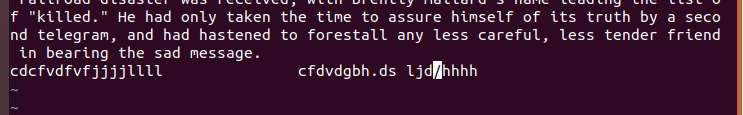 railroad disaster was received, with Brently Mallard's name leading the list o
f "killed." He had only taken the time to assure himself of its truth by a seco
nd telegram, and had hastened to forestall any less careful, less tender friend
 in bearing the sad message.
cdcfvdfvfjjjjllll                  cfdvdgbh.ds ljd/hhhh
~
~